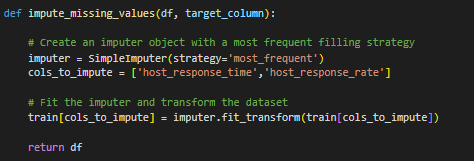 def impute_missing_values(df, target_column):
    # Create an imputer object with a most frequent filling strategy
    imputer = SimpleImputer(strategy='most_frequent')
    cols_to_impute = ['host_response_time','host_response_rate']
    # Fit the imputer and transform the dataset
    train[cols_to_impute] = imputer.fit_transform(train[cols_to_impute])
    return df